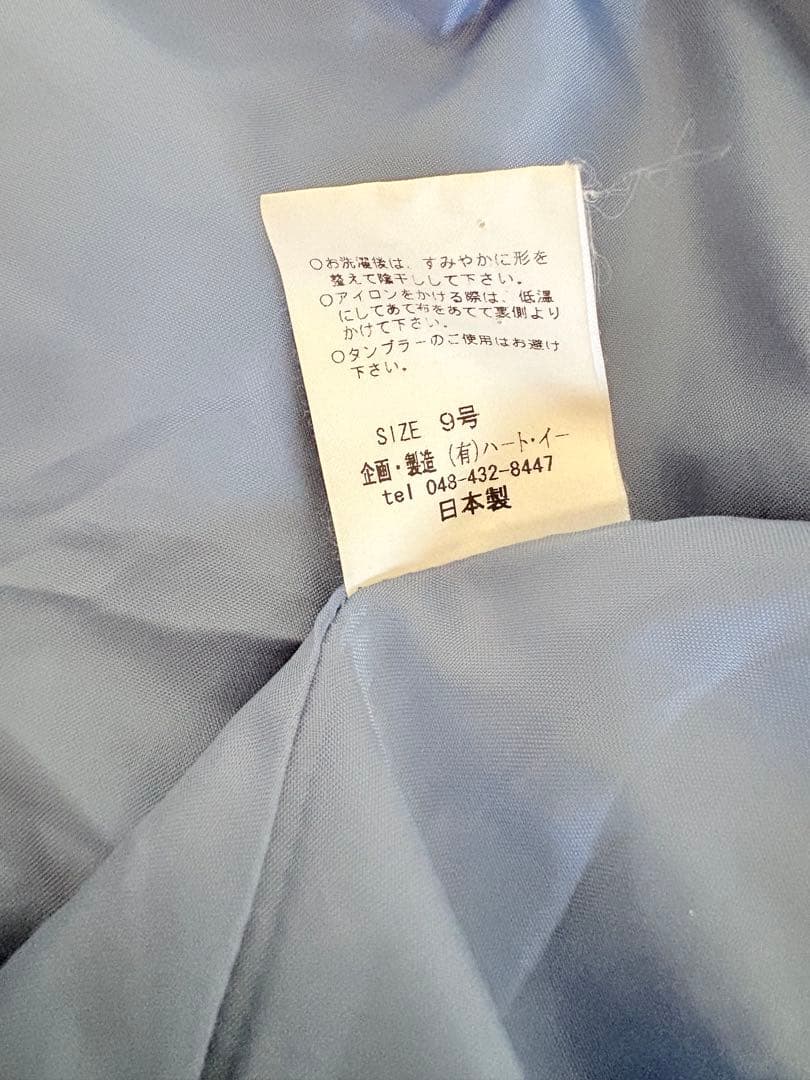 ○お洗濯後は、すみやかに形を
整えて陰干しして下さい。
○アイロンをかける際は、低温
にしてあて布をあてて裏側より
かけて下さい。
○タンブラーのご使用はお避け
下さい。
SIZE 9号
企画・製造 (有)ハート・イー
tel 048-432-8447
日本製